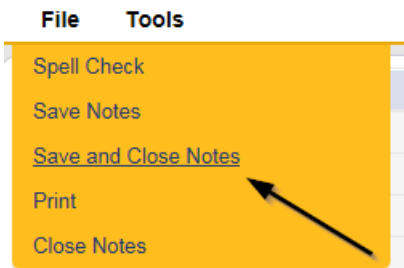 File Tools
Spell Check
Save Notes
Save and Close Notes
Print
Close Notes